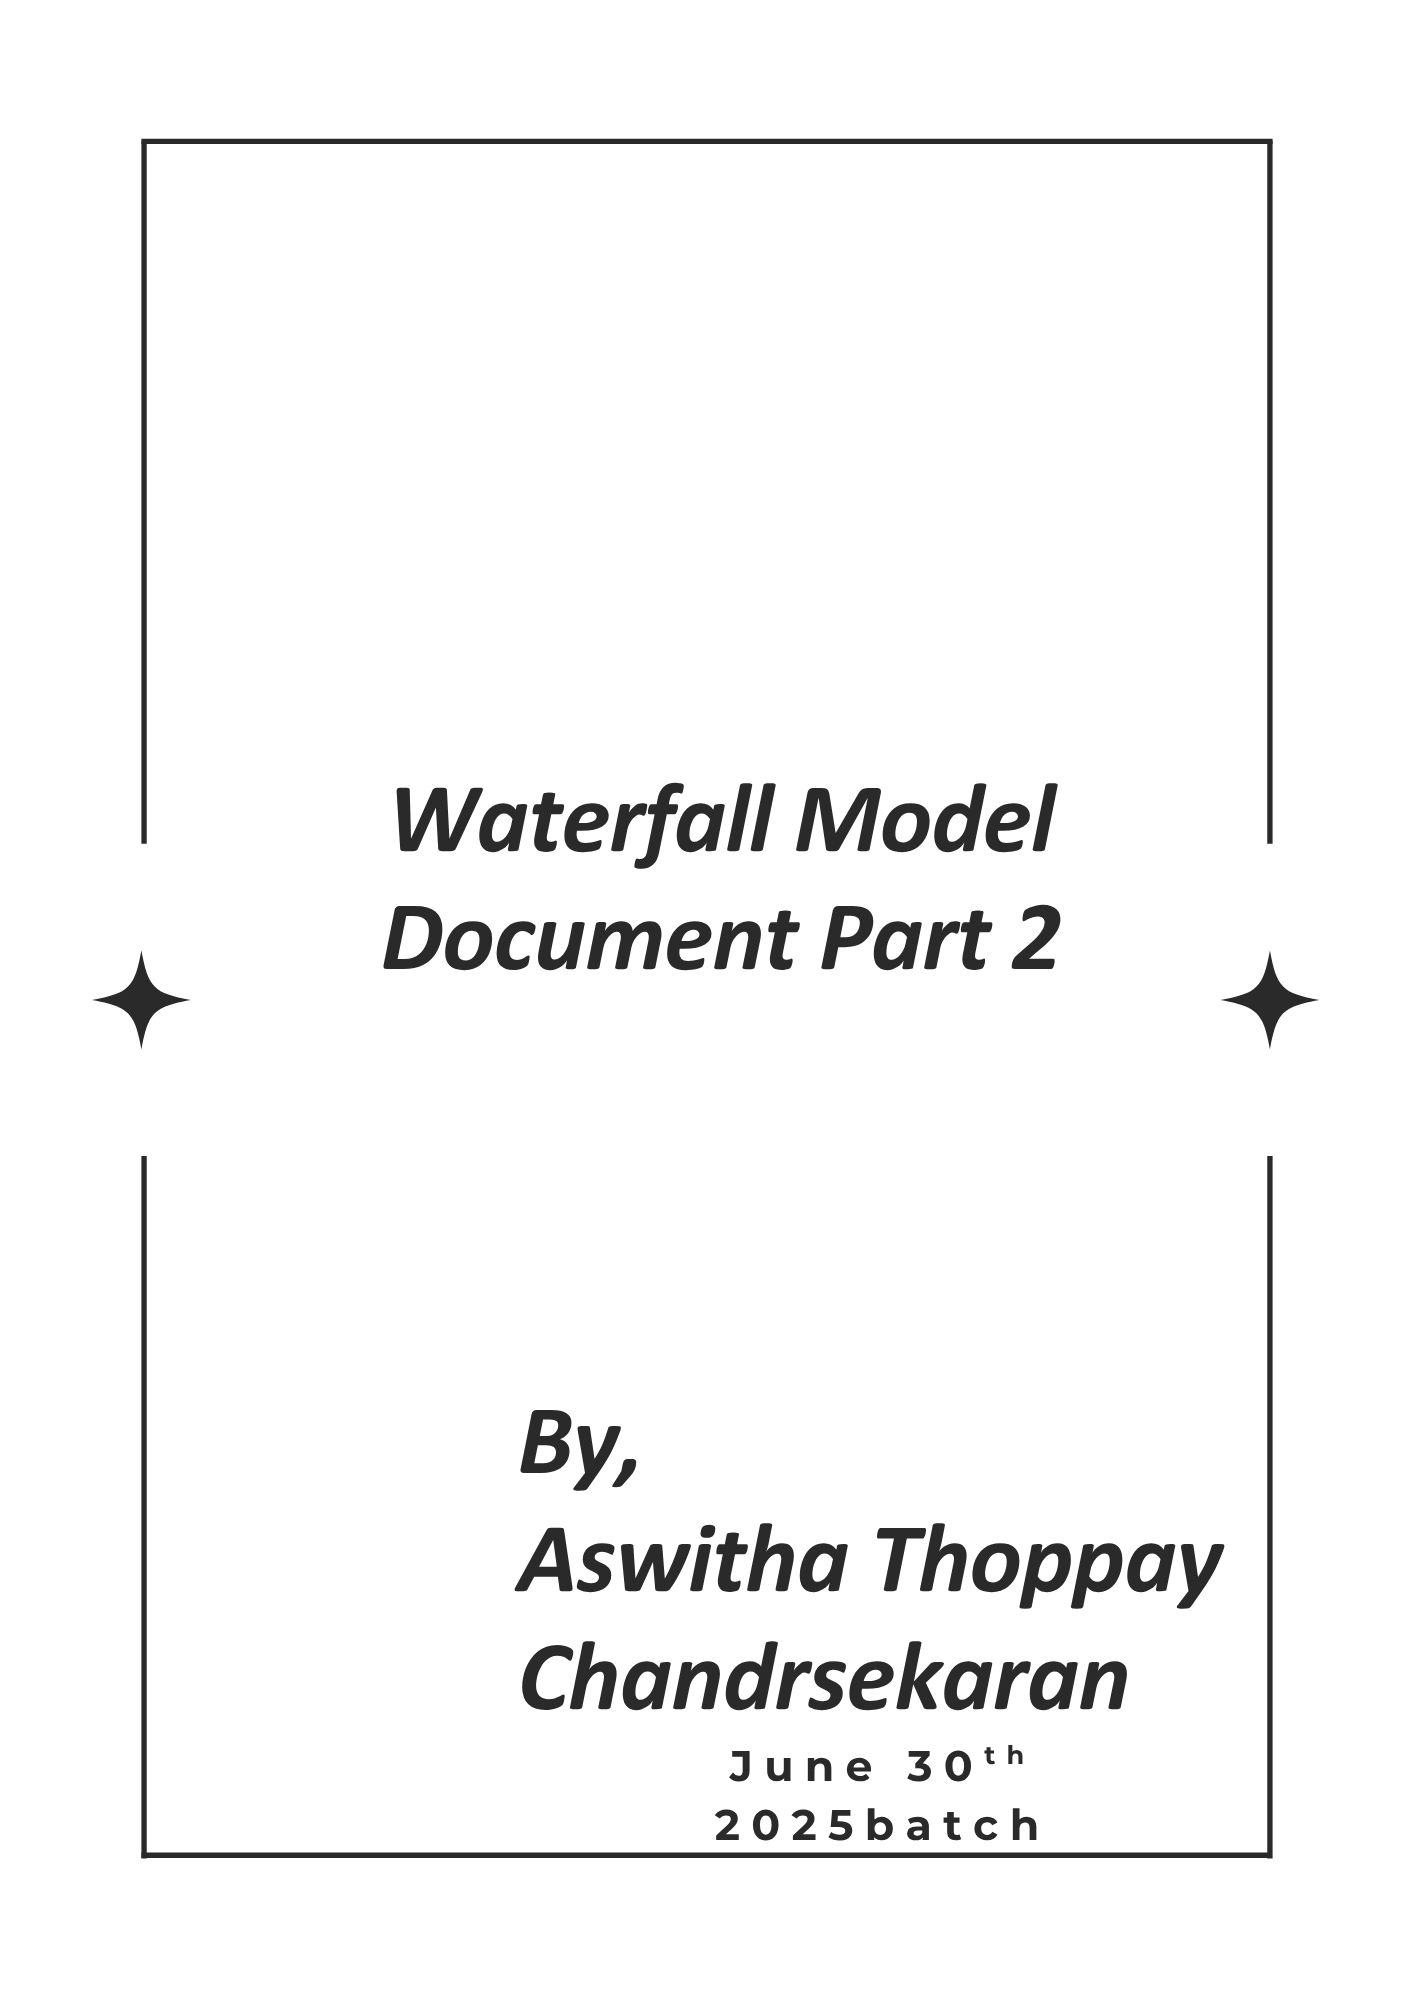 Waterfall Model
Document Part 2
By,
Aswitha Thoppay
Chandrsekaran
June 30th
2025batch